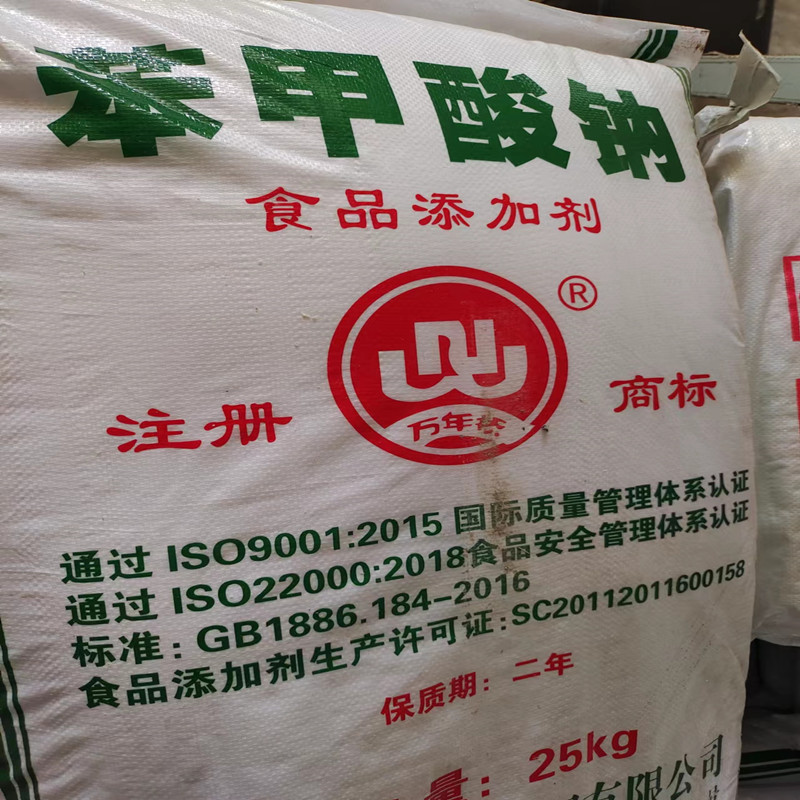 苯甲酸钠
食品添加剂
®
注册 商标
万年
通过 ISO9001:2015 国际质量管理体系认证
通过 ISO22000:2018食品安全管理体系认证
标准: GB1886.184-2016
食品添加剂生产许可证:SC20112011600158
保质期: 二年
量: 25kg
有限公司